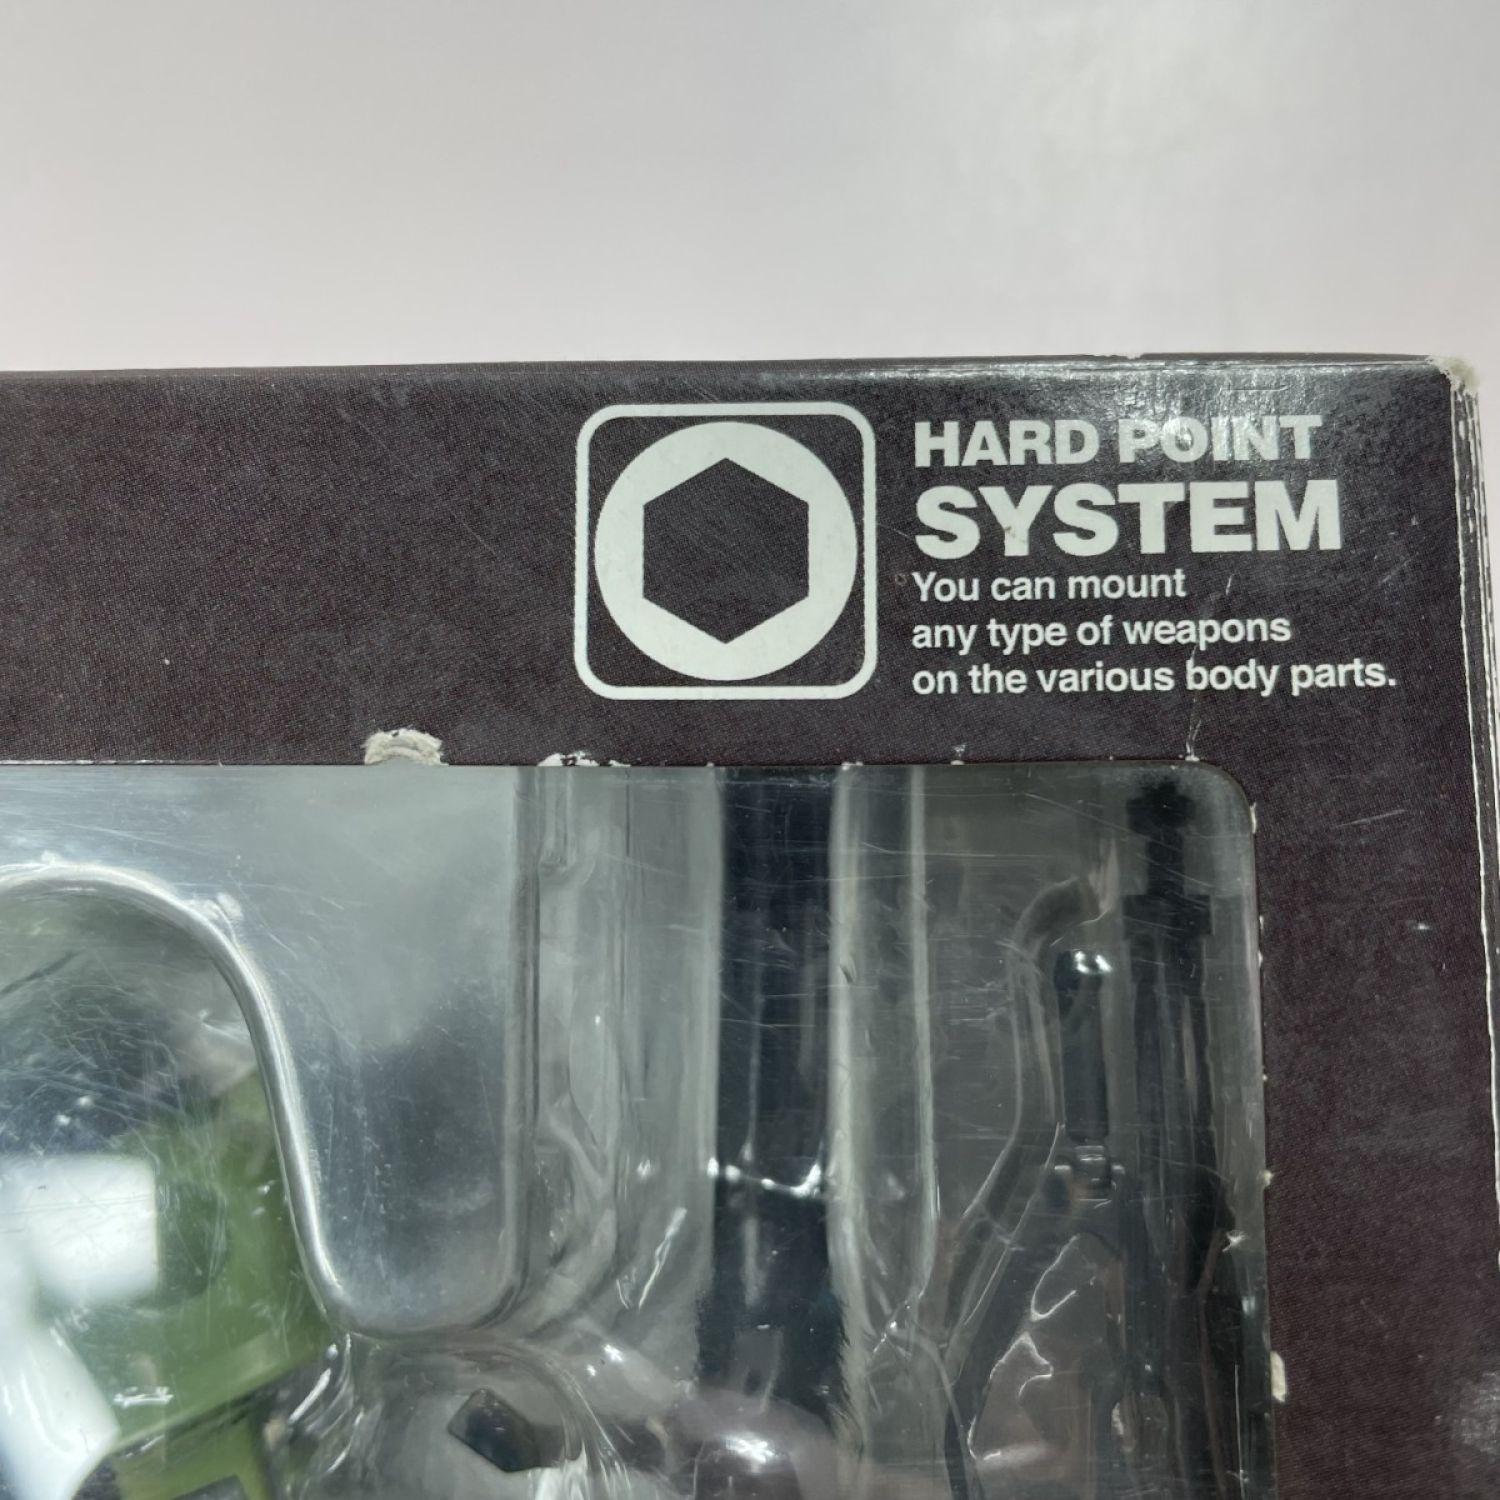 HARD POINT
SYSTEM
You can mount
any type of weapons
on the various body parts.